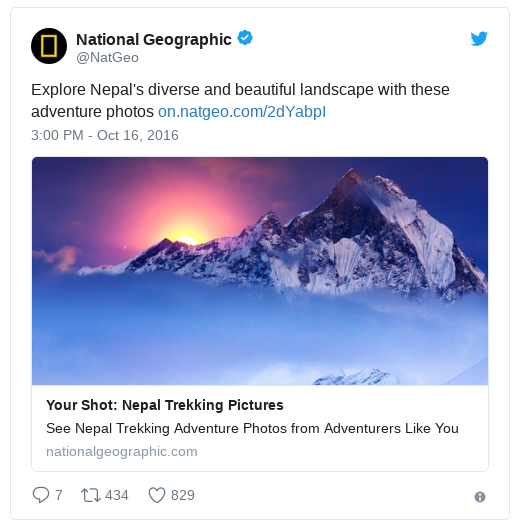 National Geographic
@NatGeo
Explore Nepal's diverse and beautiful landscape with these
adventure photos on.natgeo.com/2dYabpI
3:00 PM - Oct 16, 2016
Your Shot: Nepal Trekking Pictures
See Nepal Trekking Adventure Photos from Adventurers Like You
nationalgeographic.com
7 434 829